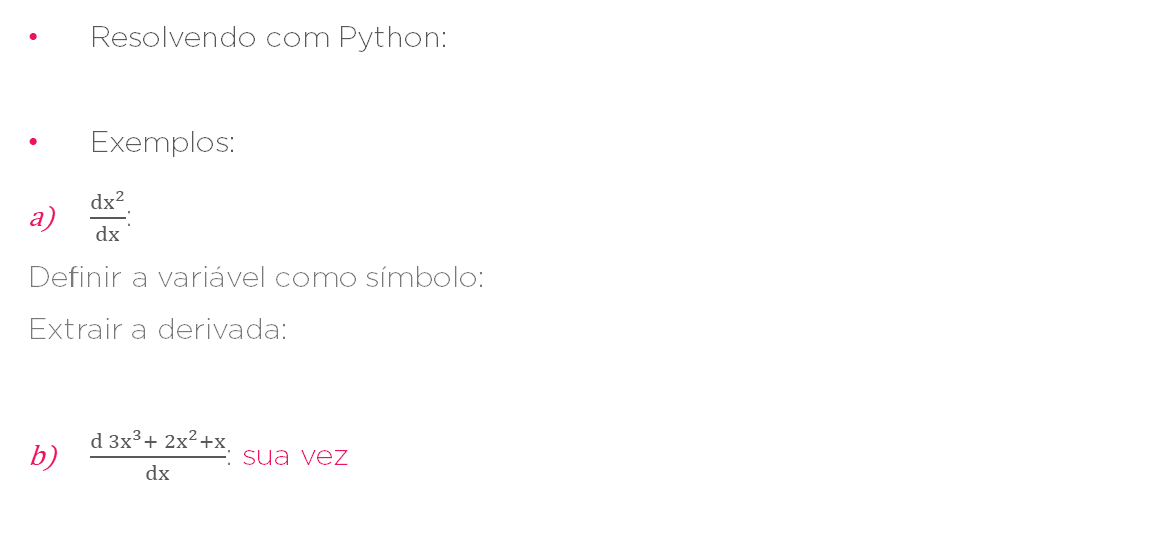 • Resolvendo com Python:
• Exemplos:
a) dx²/dx:
Definir a variável como símbolo:
Extrair a derivada:
b) d 3x³+ 2x²+x/dx: sua vez